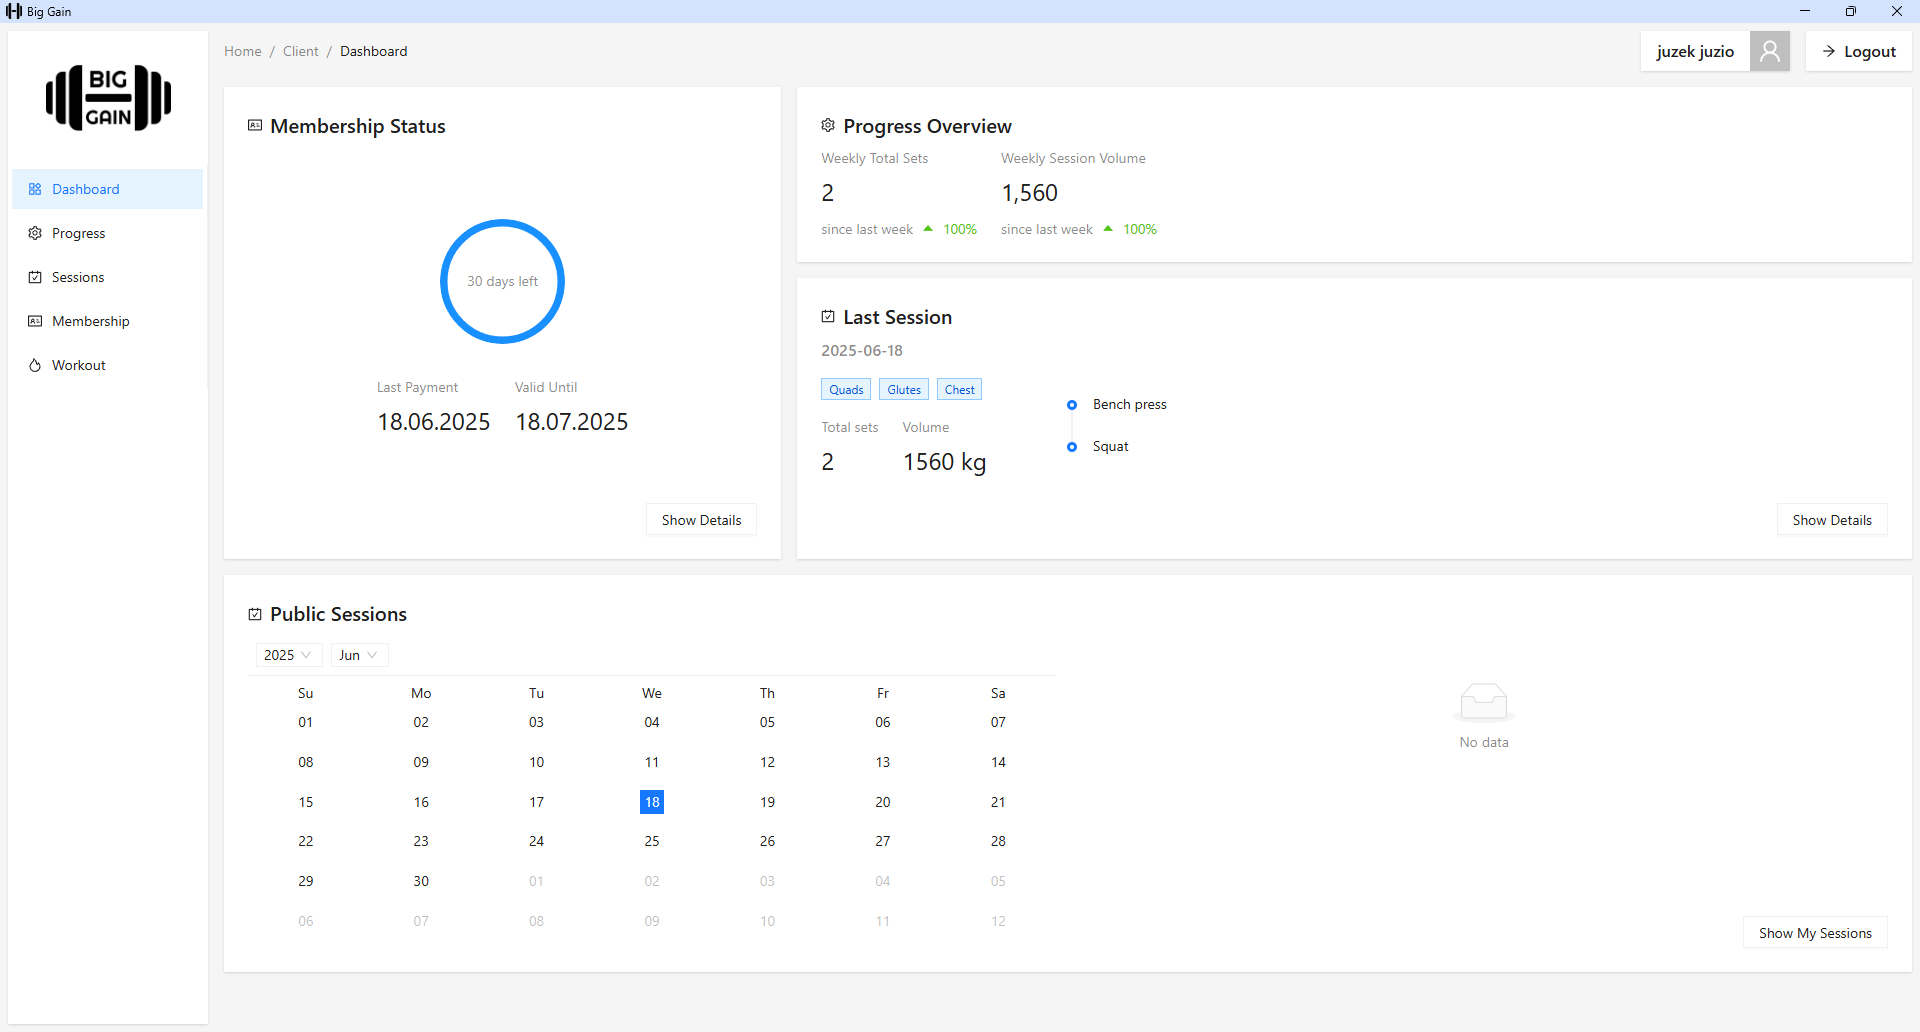 Big Gain
BIG
GAIN
Dashboard
Progress
Sessions
Membership
Workout
Home / Client / Dashboard
juzek juzio
Logout
Membership Status
30 days left
Last Payment Valid Until
18.06.2025 18.07.2025
Show Details
Progress Overview
Weekly Total Sets Weekly Session Volume
2 1,560
since last week 100% since last week 100%
Last Session
2025-06-18
Quads Glutes Chest
Total sets Volume
2 1560 kg
Bench press
Squat
Show Details
Public Sessions
2025 Jun
Su Mo Tu We Th Fr Sa
01 02 03 04 05 06 07
08 09 10 11 12 13 14
15 16 17 18 19 20 21
22 23 24 25 26 27 28
29 30 01 02 03 04 05
06 07 08 09 10 11 12
No data
Show My Sessions